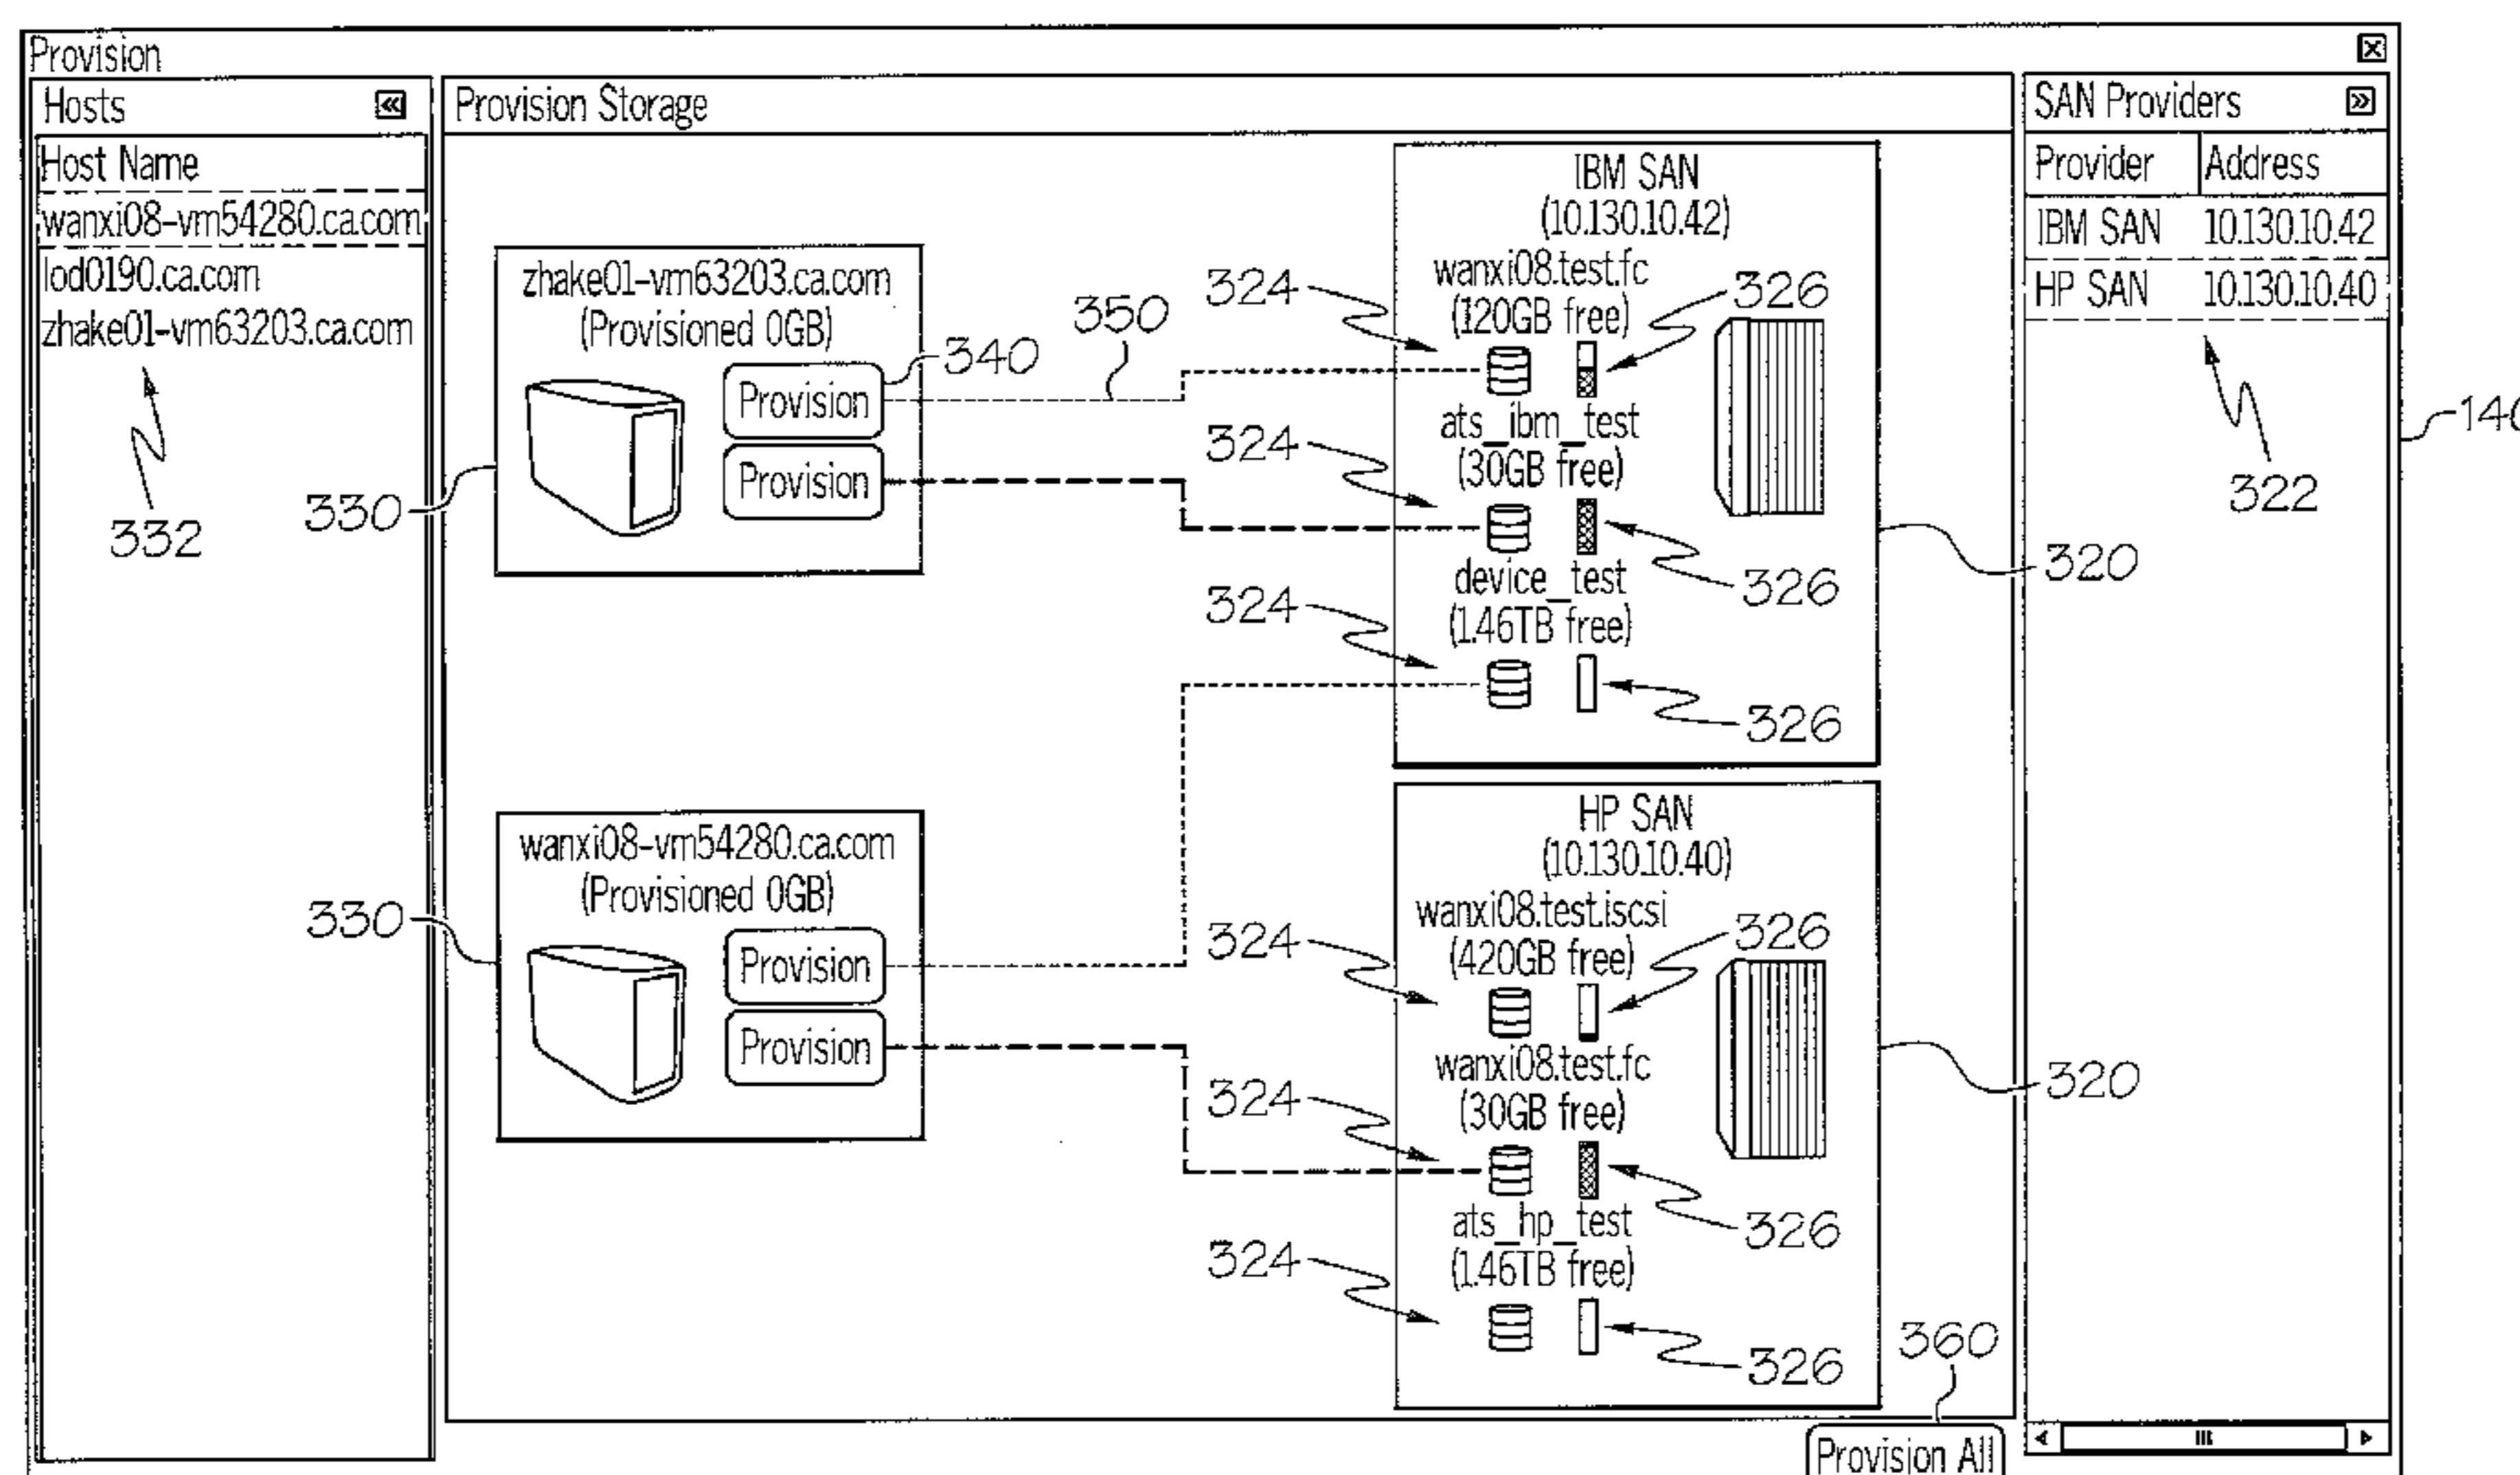 Provision
Hosts
Host Name
wanxi08-vm54280.ca.com
lod0190.ca.com
zhake01-vm63203.ca.com
332
Provision Storage
zhake01-vm63203.ca.com
(Provisioned 0GB)
Provision
Provision
340
350
330
wanxi08-vm54280.ca.com
(Provisioned 0GB)
Provision
Provision
330
IBM SAN
(10.130.10.42)
wanxi08.test.fc
(120GB free)
324
326
ats_ibm_test
(30GB free)
324
326
device_test
(1.46TB free)
324
326
320
HP SAN
(10.130.10.40)
wanxi08.test.iscsi
(420GB free)
324
326
wanxi08.test.fc
(30GB free)
324
326
ats_hp_test
(1.46TB free)
324
326
320
360
Provision All
SAN Providers
Provider Address
IBM SAN 10.130.10.42
HP SAN 10.130.10.40
322